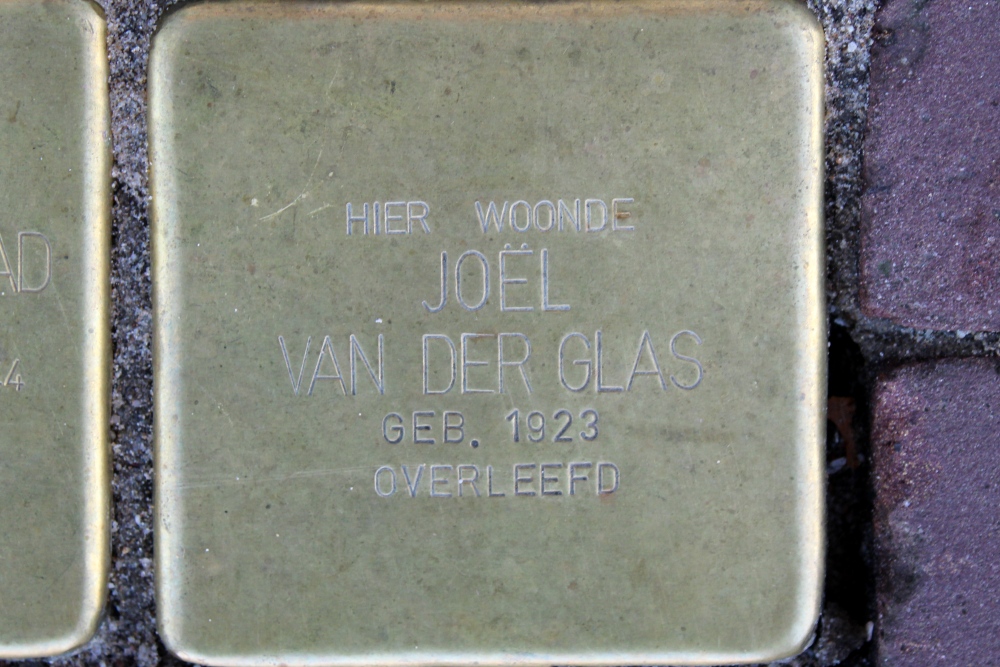 HIER WOONDE
JOËL
VAN DER GLAS
GEB. 1923
OVERLEEFD